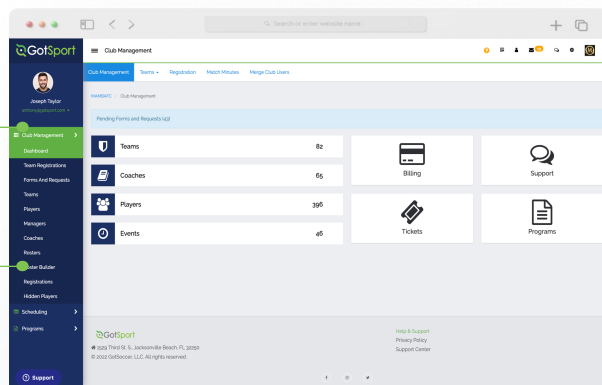 Search or enter website name
GotSport
Club Management
Joseph Taylor
Club Management
Teams
Registration
Match Minutes
Merge Club Users
Club Management
Pending Forms and Requests (43)
Club Management
Dashboard
Team Registrations
Forms And Requests
Teams
Players
Managers
Coaches
Rosters
Builder
Registrations
Hidden Players
Scheduling
Programs
Support
Teams 82
Coaches 65
Players 396
Events 46
Billing
Support
Tickets
Programs
GotSport
2529 Third St. S., Jacksonville Beach, FL 32250
© 2022 GotSoccer, LLC. All rights reserved.
Help & Support
Privacy Policy
Support Center